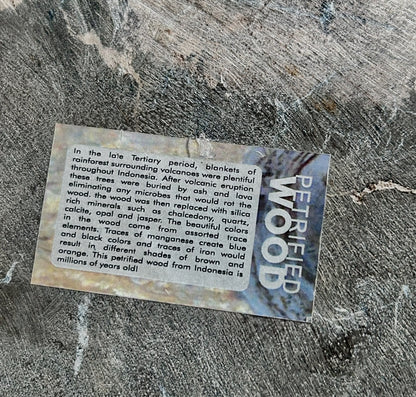 In the late Tertiary period, blankets of
rainforest surrounding volcanoes were plentiful
throughout Indonesia. After volcanic eruption
these trees were buried by ash and lava
eliminating any microbes that would rot the
wood. the wood was then replaced with silica
rich minerals such as chalcedony, quartz,
calcite, opal and jasper. The beautiful colors
in the wood come from assorted trace
elements. Traces of manganese create blue
and black colors and traces of iron would
result in different shades of brown and
orange. This petrified wood from Indonesia is
millions of years old!
PETRIFIED
WOOD